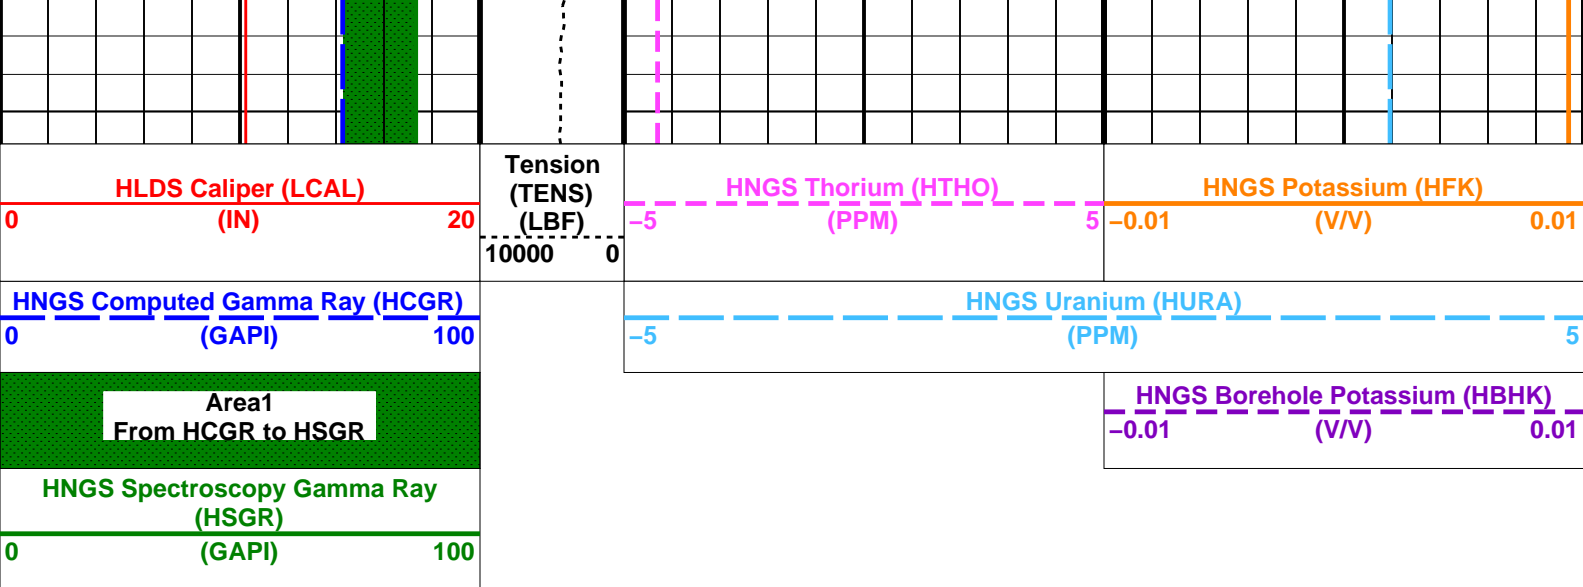 HLDS Caliper (LCAL)
0 (IN) 20
Tension
(TENS)
(LBF)
10000 0
HNGS Thorium (HTHO)
−5 (PPM) 5
HNGS Potassium (HFK)
−0.01 (V/V) 0.01
HNGS Computed Gamma Ray (HCGR)
0 (GAPI) 100
HNGS Uranium (HURA)
−5 (PPM) 5
Area1
From HCGR to HSGR
HNGS Borehole Potassium (HBHK)
−0.01 (V/V) 0.01
HNGS Spectroscopy Gamma Ray
(HSGR)
0 (GAPI) 100